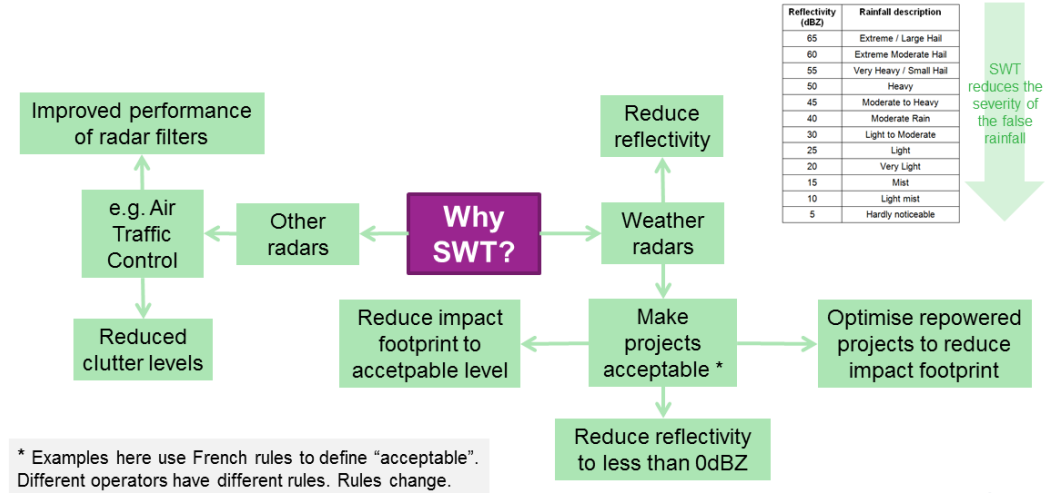 Reflectivity (dBZ) Rainfall description
65 Extreme / Large Hail
60 Extreme Moderate Hail
55 Very Heavy / Small Hail
50 Heavy
45 Moderate to Heavy
40 Moderate Rain
30 Light to Moderate
25 Light
20 Very Light
15 Mist
10 Light mist
5 Hardly noticeable
SWT
reduces the
severity of
the false
rainfall
Improved performance
of radar filters
Reduce
reflectivity
e.g. Air
Traffic
Control
Other
radars
Why
SWT?
Weather
radars
Reduced
clutter levels
Reduce impact
footprint to
accetpable level
Make
projects
acceptable *
Optimise repowered
projects to reduce
impact footprint
Reduce reflectivity
to less than 0dBZ
* Examples here use French rules to define “acceptable”.
Different operators have different rules. Rules change.